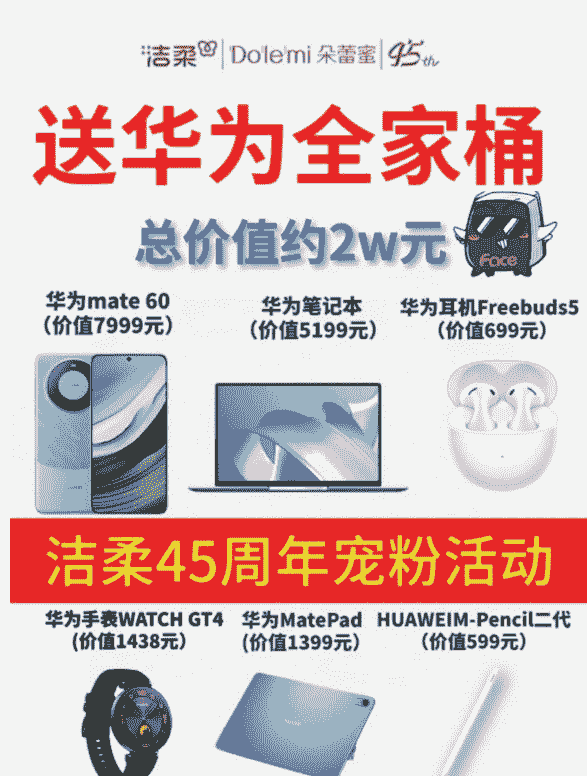 洁柔 Dolemi 朵蕾蜜 45th
送华为全家桶
总价值约2w元
Face
华为mate 60 华为笔记本 华为耳机Freebuds5
（价值7999元） （价值5199元） （价值699元）
洁柔45周年宠粉活动
华为手表WATCH GT4 华为MatePad HUAWEIM-Pencil二代
(价值1438元） (价值1399元） （价值599元）